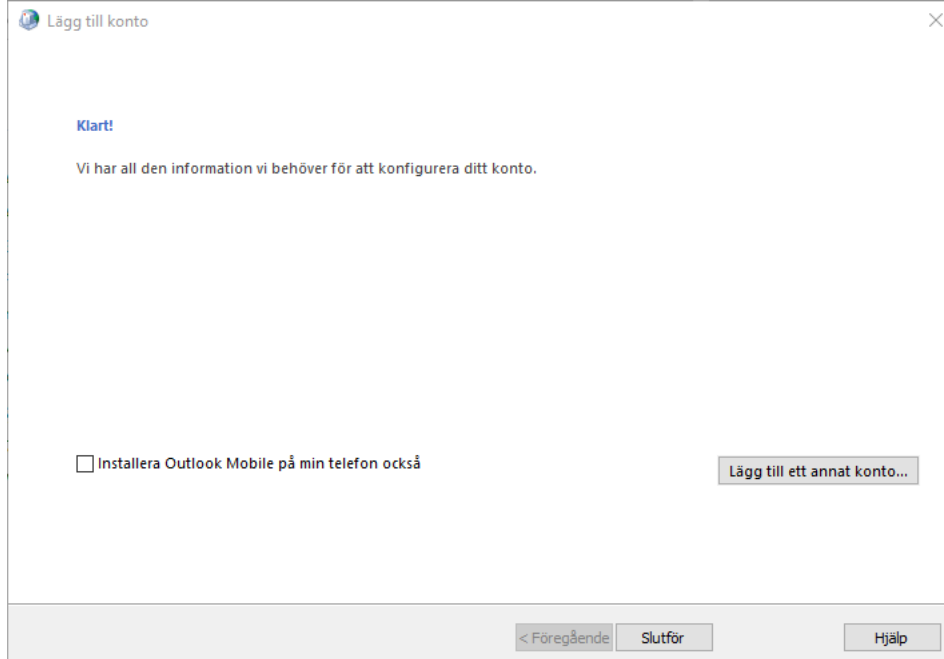 Lägg till konto
Klart!
Vi har all den information vi behöver för att konfigurera ditt konto.
Installera Outlook Mobile på min telefon också
Lägg till ett annat konto...
< Föregående
Slutför
Hjälp